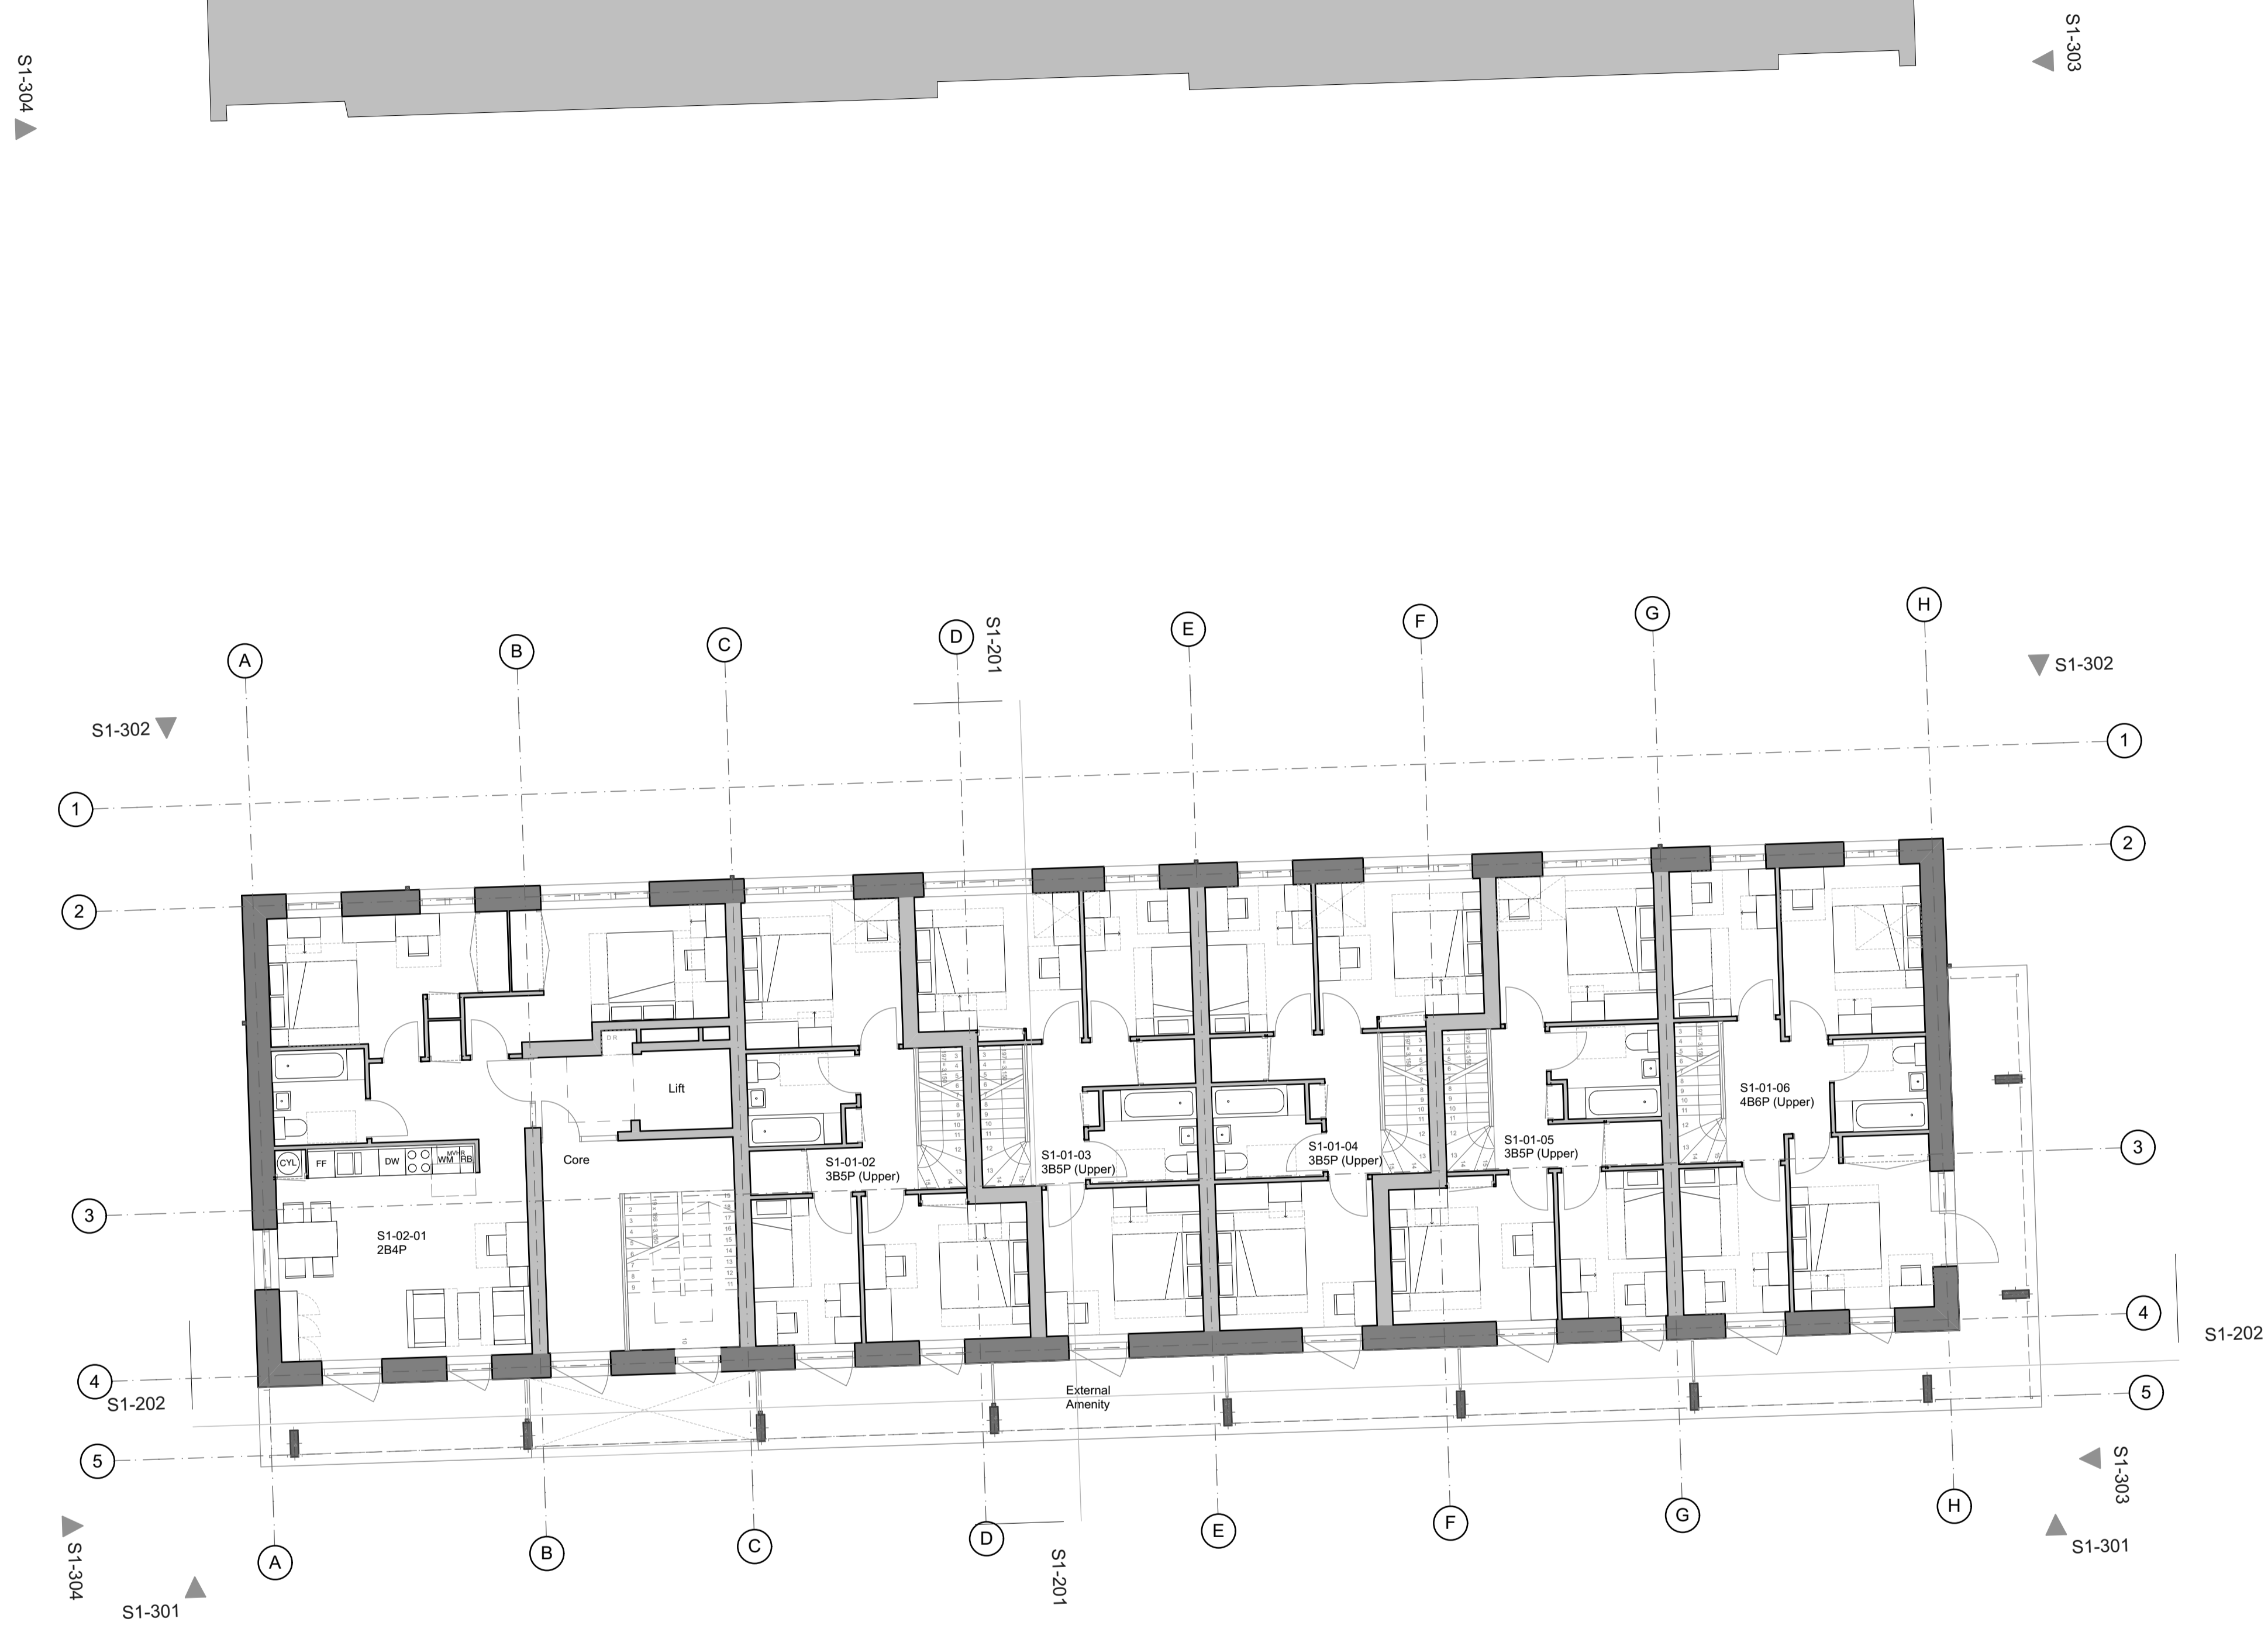 S1-304
S1-303
A
B
C
D
S1-201
E
F
G
H
S1-302
S1-302
1
1
2
2
DR
Lift
Core
CYL
FF
DW
MVHR
WM
RB
S1-02-01
2B4P
S1-01-02
3B5P (Upper)
S1-01-03
3B5P (Upper)
S1-01-04
3B5P (Upper)
S1-01-05
3B5P (Upper)
S1-01-06
4B6P (Upper)
3
3
4
4
S1-202
S1-202
External
Amenity
5
5
S1-304
S1-301
A
B
C
D
S1-201
E
F
G
H
S1-303
S1-301